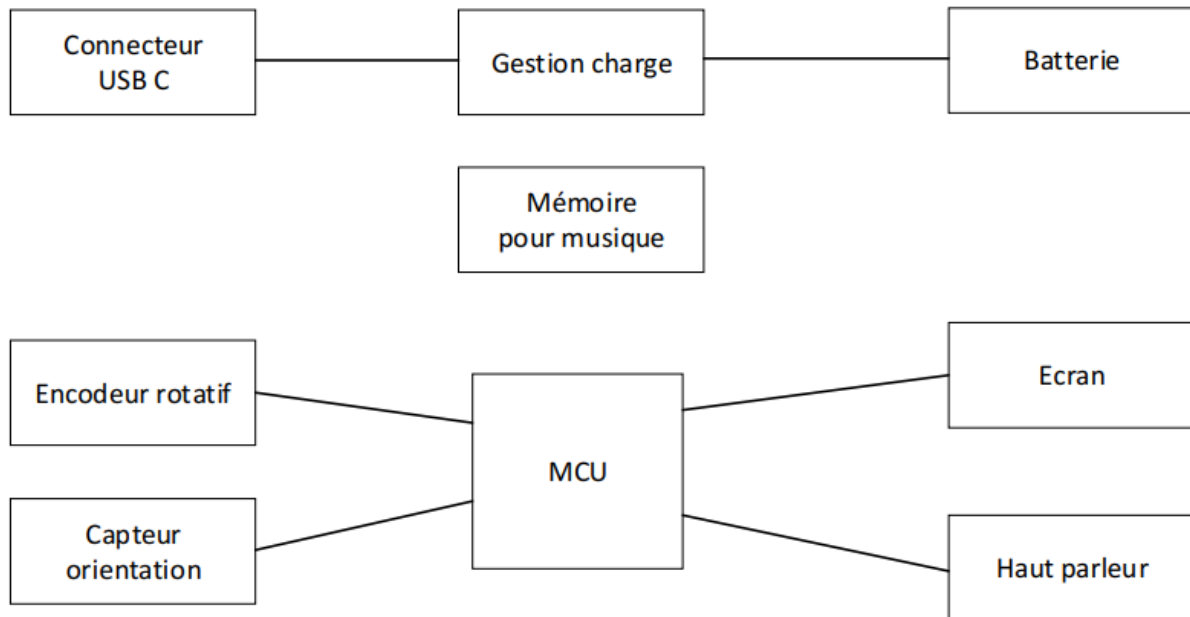 Connecteur
USB C
Gestion charge
Batterie
Mémoire
pour musique
Encodeur rotatif
MCU
Ecran
Capteur
orientation
Haut parleur